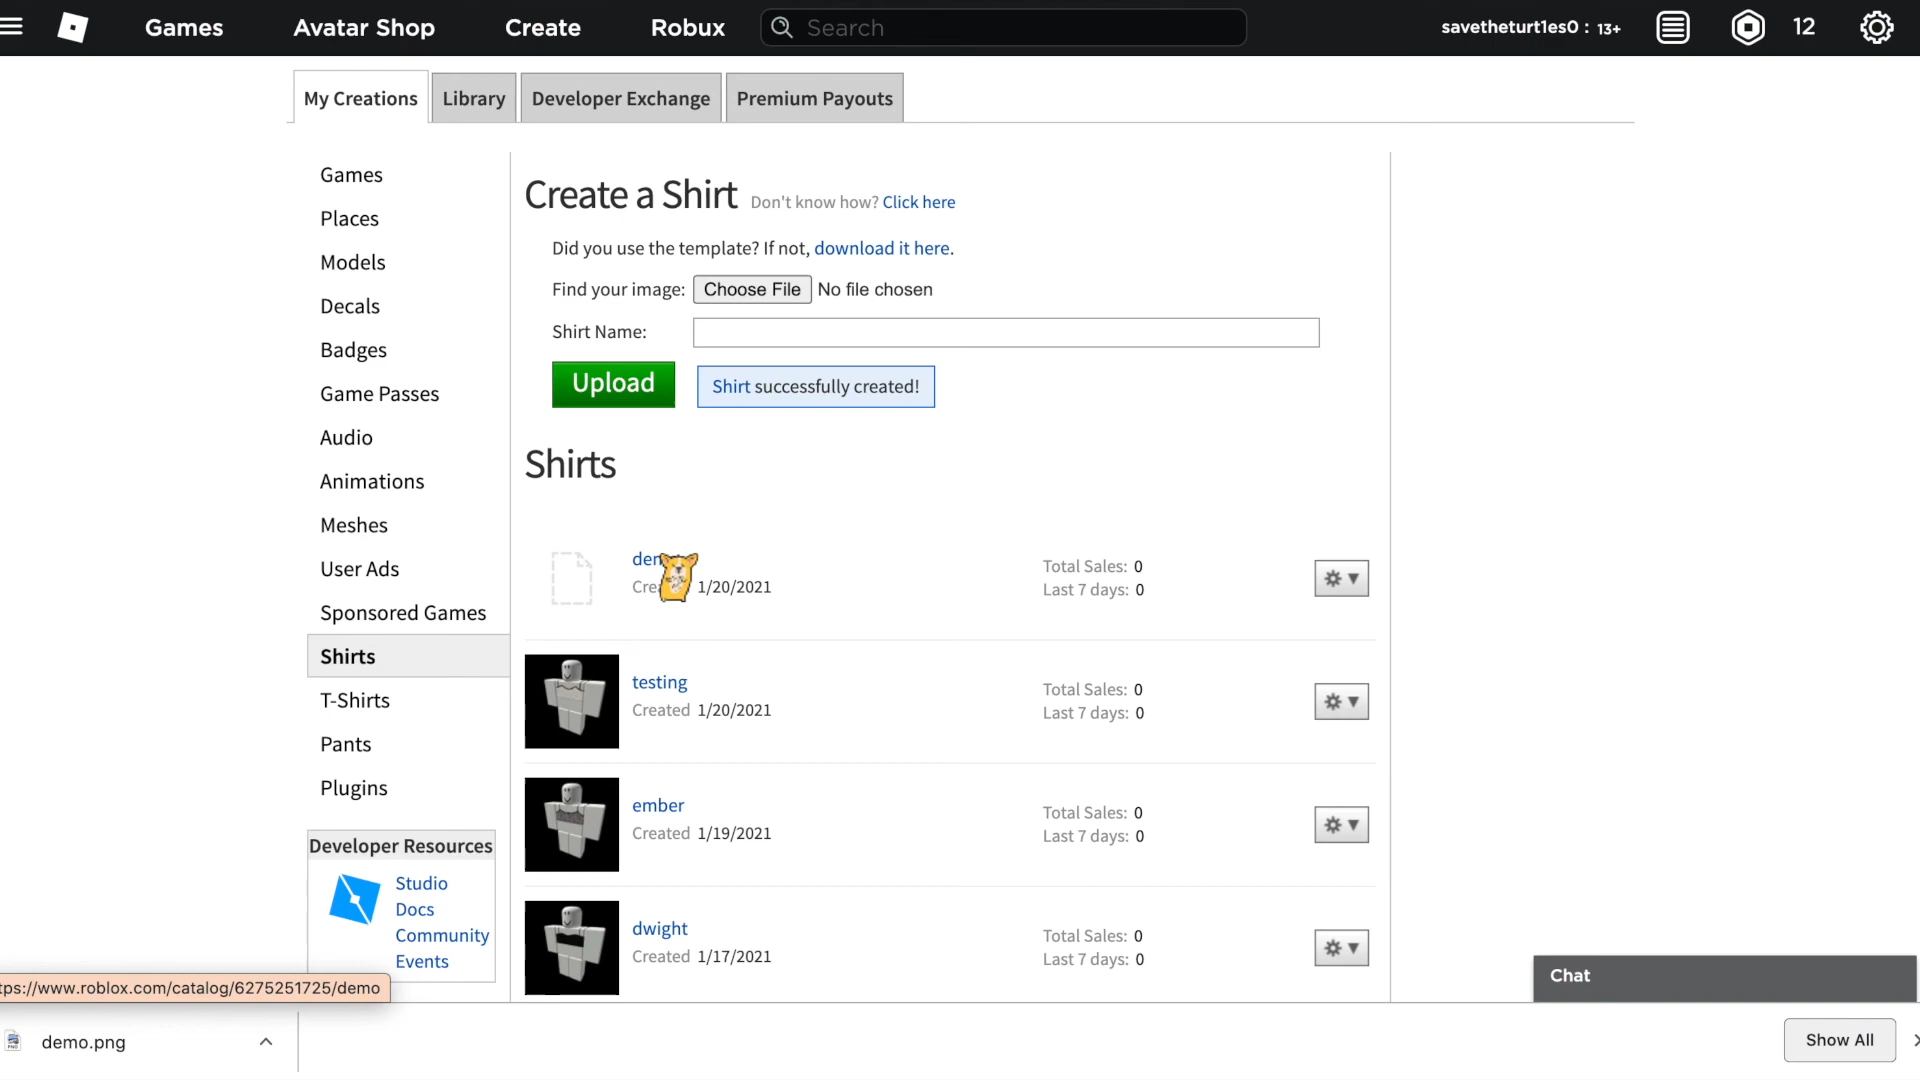 Games
Avatar Shop
Create
Robux
Search
savetheturt1es0 : 13+
12
My Creations
Library
Developer Exchange
Premium Payouts
Games
Places
Models
Decals
Badges
Game Passes
Audio
Animations
Meshes
User Ads
Sponsored Games
Shirts
T-Shirts
Pants
Plugins
Developer Resources
Studio
Docs
Community
Events
Create a Shirt Don't know how? Click here
Did you use the template? If not, download it here.
Find your image: Choose File No file chosen
Shirt Name:
Upload
Shirt successfully created!
Shirts
1/20/2021
Total Sales: 0
Last 7 days: 0
testing
Created 1/20/2021
Total Sales: 0
Last 7 days: 0
ember
Created 1/19/2021
Total Sales: 0
Last 7 days: 0
dwight
Created 1/17/2021
Total Sales: 0
Last 7 days: 0
Chat
tps://www.roblox.com/catalog/6275251725/demo
demo.png
Show All